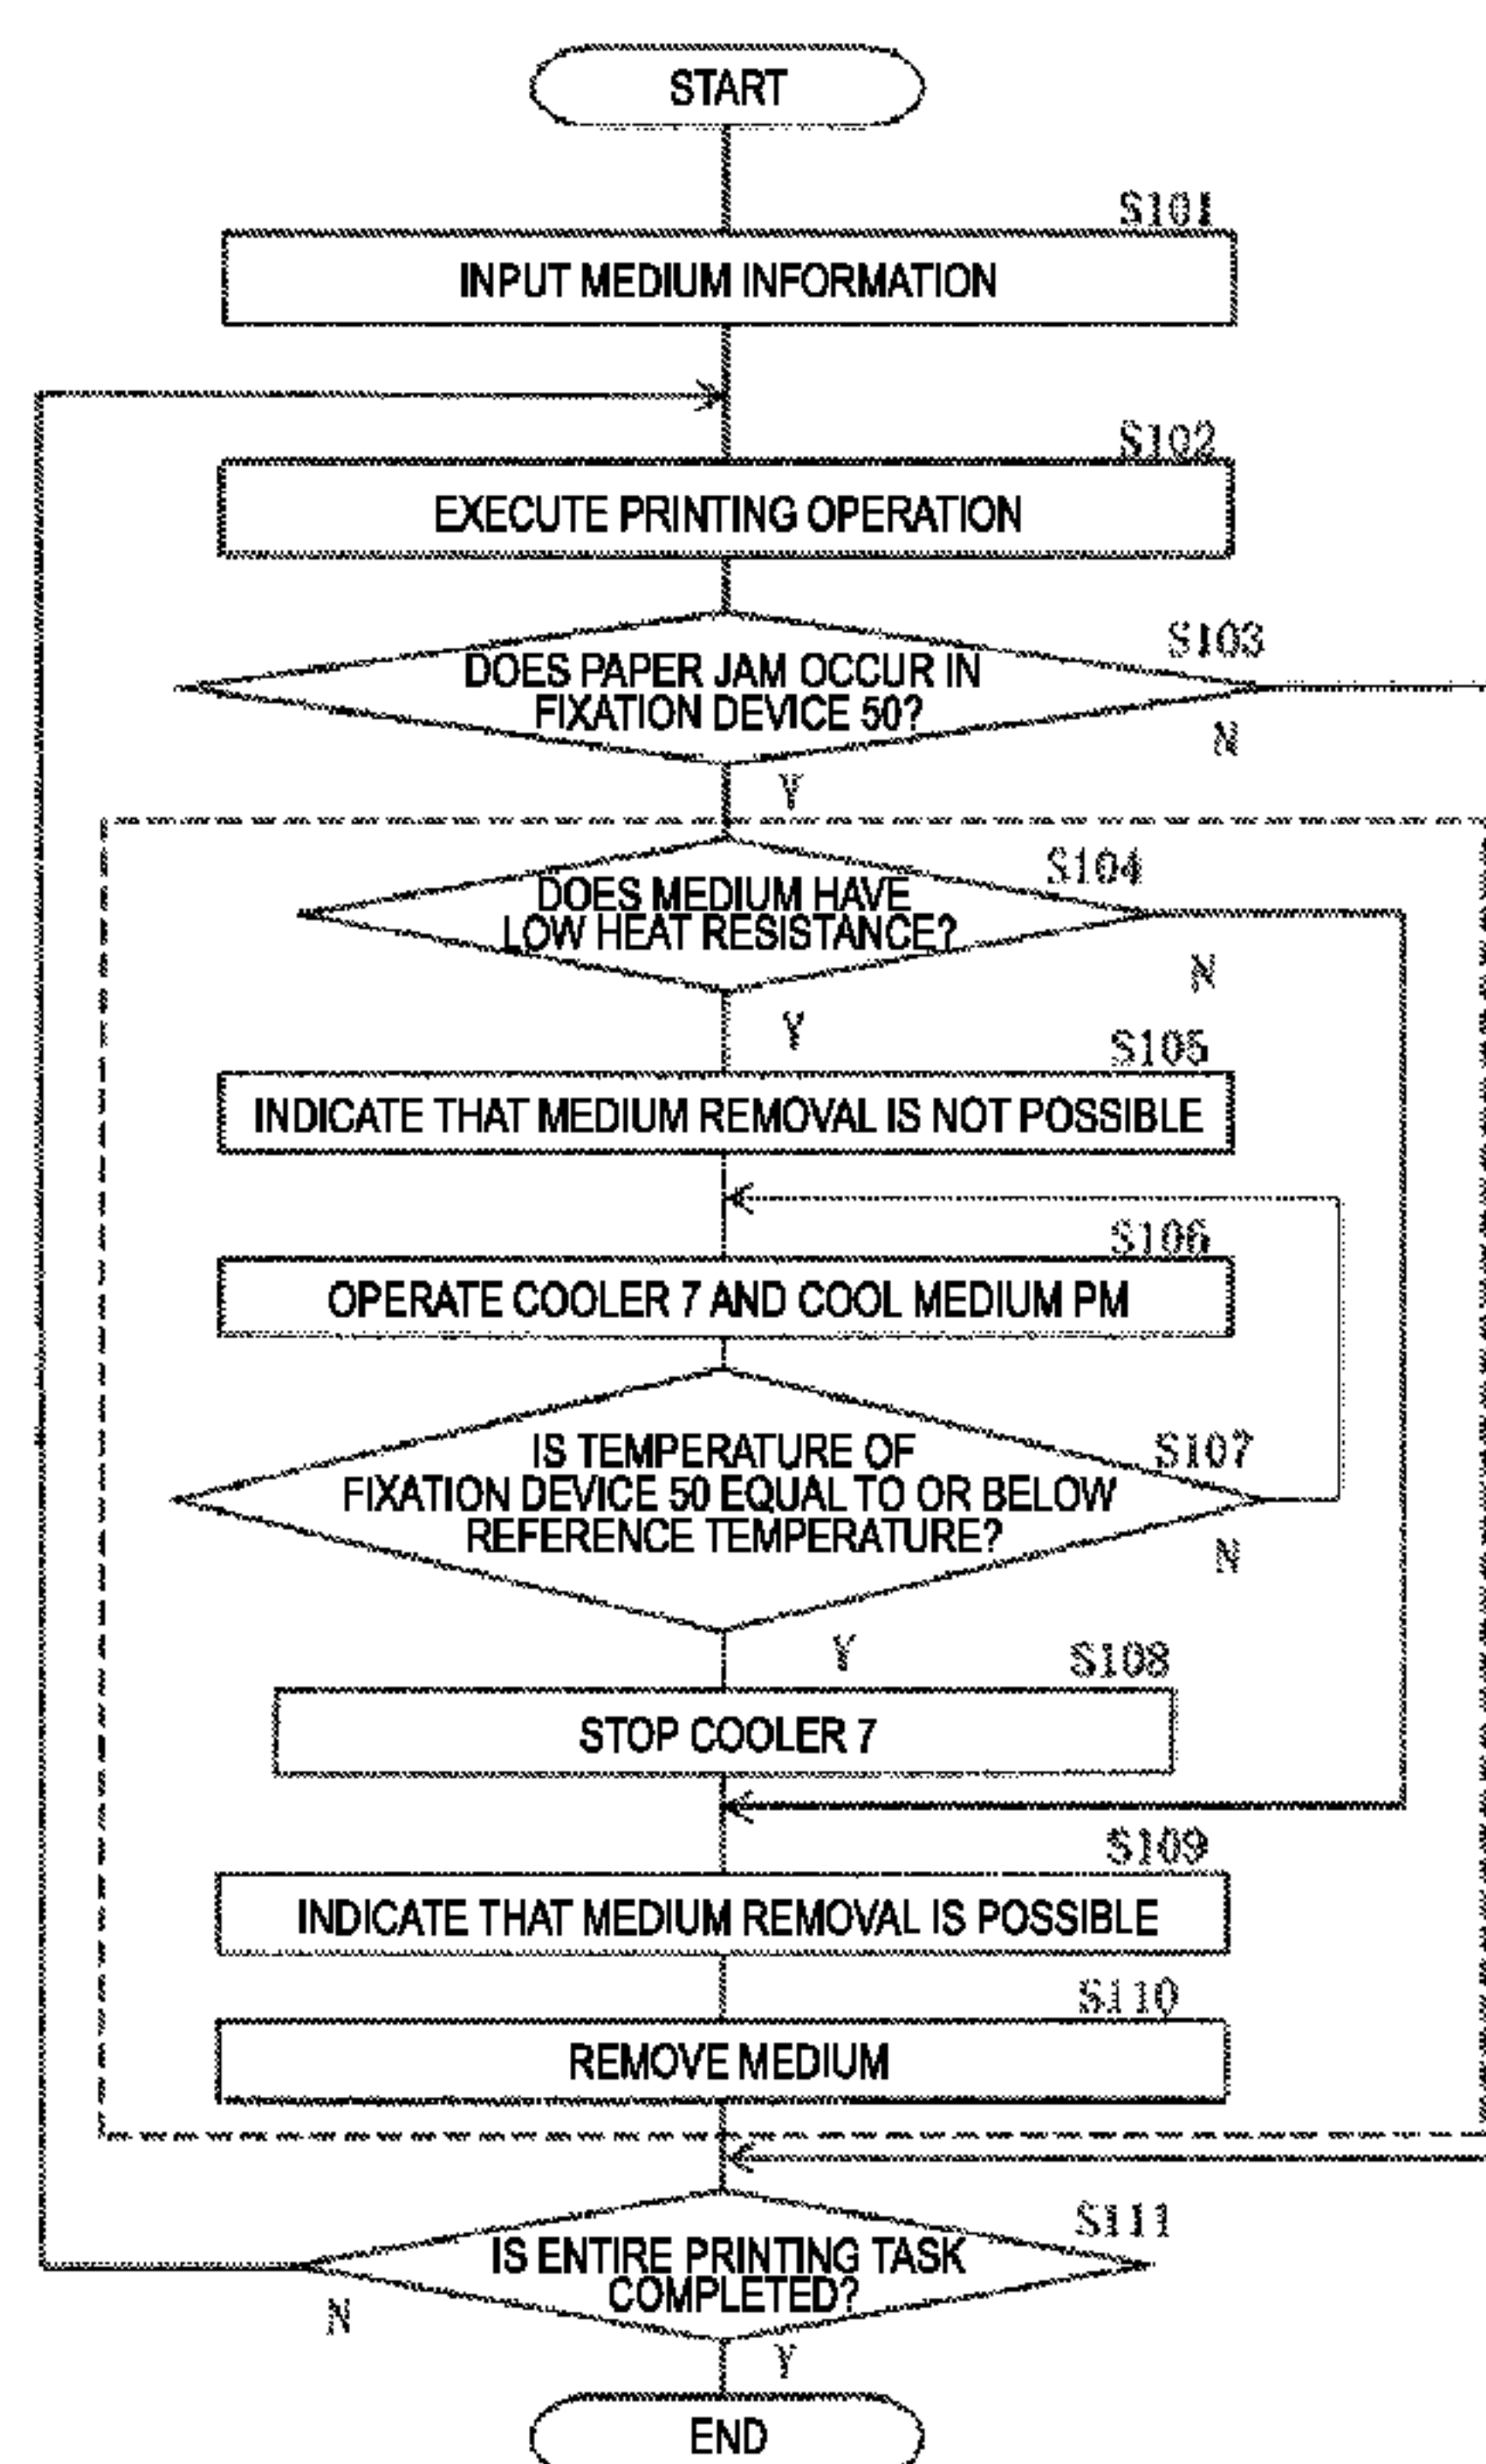 START
S101
INPUT MEDIUM INFORMATION
S102
EXECUTE PRINTING OPERATION
S103
DOES PAPER JAM OCCUR IN
FIXATION DEVICE 50?
N
Y
S104
DOES MEDIUM HAVE
LOW HEAT RESISTANCE?
N
Y
S105
INDICATE THAT MEDIUM REMOVAL IS NOT POSSIBLE
S106
OPERATE COOLER 7 AND COOL MEDIUM PM
S107
IS TEMPERATURE OF
FIXATION DEVICE 50 EQUAL TO OR BELOW
REFERENCE TEMPERATURE?
N
Y
S108
STOP COOLER 7
S109
INDICATE THAT MEDIUM REMOVAL IS POSSIBLE
S110
REMOVE MEDIUM
S111
IS ENTIRE PRINTING TASK
COMPLETED?
N
Y
END